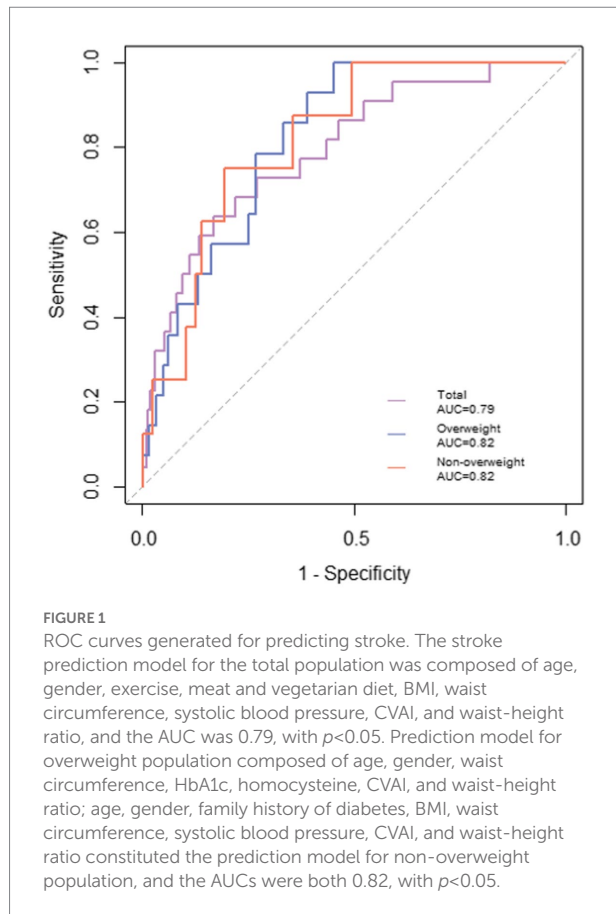 1.0
0.8
0.6
0.4
0.2
0.0
Sensitivity
Total
AUC=0.79
Overweight
AUC=0.82
Non-overweight
AUC=0.82
0.0 0.5 1.0
1 - Specificity
FIGURE 1
ROC curves generated for predicting stroke. The stroke
prediction model for the total population was composed of age,
gender, exercise, meat and vegetarian diet, BMI, waist
circumference, systolic blood pressure, CVAI, and waist-height
ratio, and the AUC was 0.79, with p<0.05. Prediction model for
overweight population composed of age, gender, waist
circumference, HbA1c, homocysteine, CVAI, and waist-height
ratio; age, gender, family history of diabetes, BMI, waist
circumference, systolic blood pressure, CVAI, and waist-height
ratio constituted the prediction model for non-overweight
population, and the AUCs were both 0.82, with p<0.05.